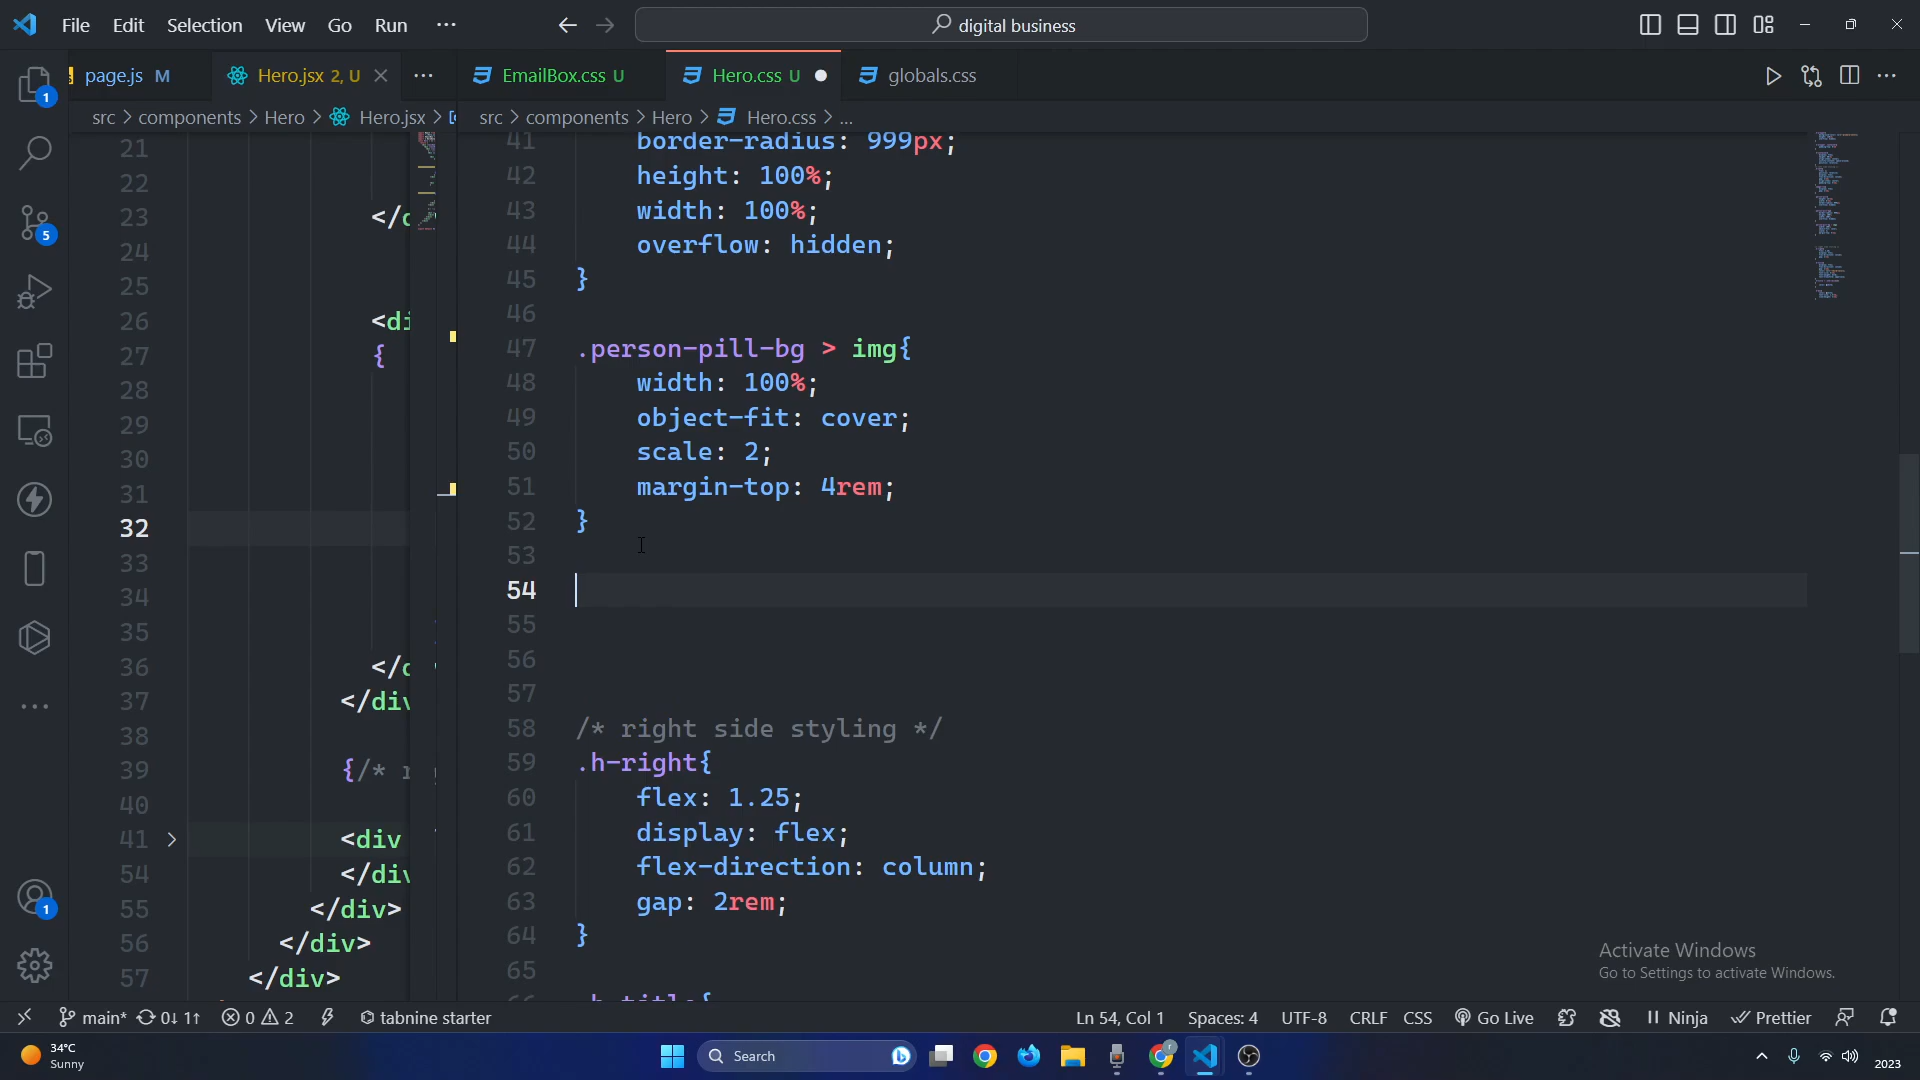 File Edit Selection View Go Run ···
digital business
page.js M
Hero.jsx 2, U
EmailBox.css U
Hero.css U
globals.css
src > components > Hero > Hero.jsx >
src > components > Hero > Hero.css > ...
21
22
23 </d
24
25
26 <di
27 {
28
29
30
31
32
33
34
35
36 </d
37 </div
38
39 {/* r
40
41 <div
54 </div
55 </div>
56 </div>
57 </div>
41 border-radius: 999px;
42 height: 100%;
43 width: 100%;
44 overflow: hidden;
45 }
46
47 .person-pill-bg > img{
48 width: 100%;
49 object-fit: cover;
50 scale: 2;
51 margin-top: 4rem;
52 }
53
54
55
56
57
58 /* right side styling */
59 .h-right{
60 flex: 1.25;
61 display: flex;
62 flex-direction: column;
63 gap: 2rem;
64 }
65
66 .h-title{
1
5
1
Activate Windows
Go to Settings to activate Windows.
main* 0↓ 1↑ 0 2 tabnine starter
Ln 54, Col 1 Spaces: 4 UTF-8 CRLF CSS Go Live Ninja Prettier
34°C
Sunny
Search
2023